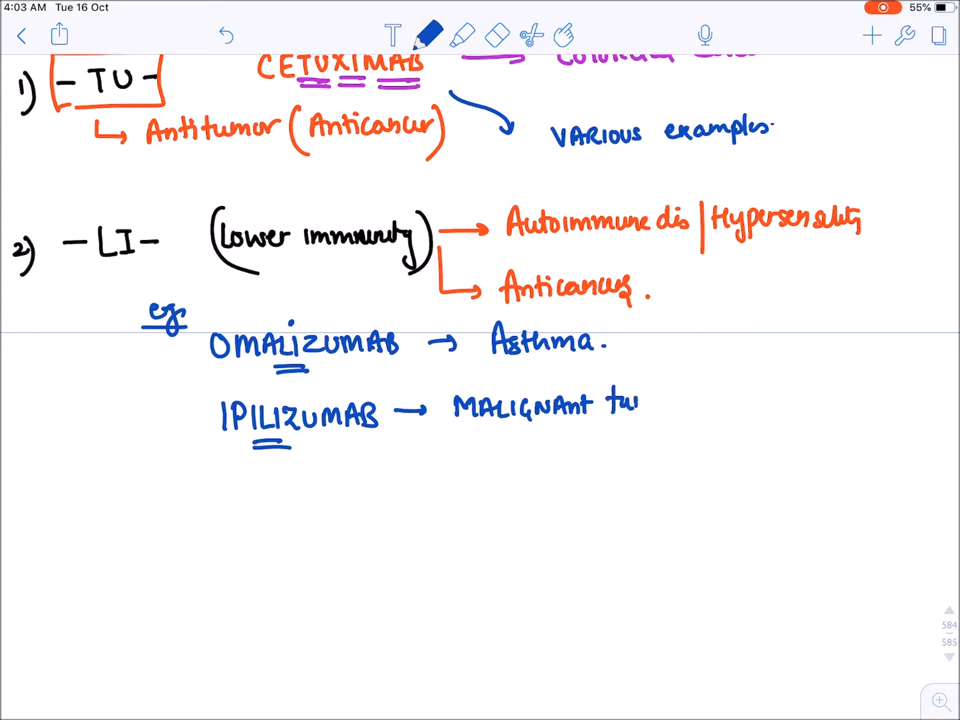 4:03 AM Tue 16 Oct 55%
T
1) - TU - CETUXIMAB
↳ Antitumor (Anticancer)
VARIOUS examples.
2) - LI - (Lower immunity) → Autoimmune dis | Hypersensitivity
↳ Anticancer.
eg.
OMALIZUMAB → Asthma.
IPILIZUMAB → MALIGNAnt tu
584
585